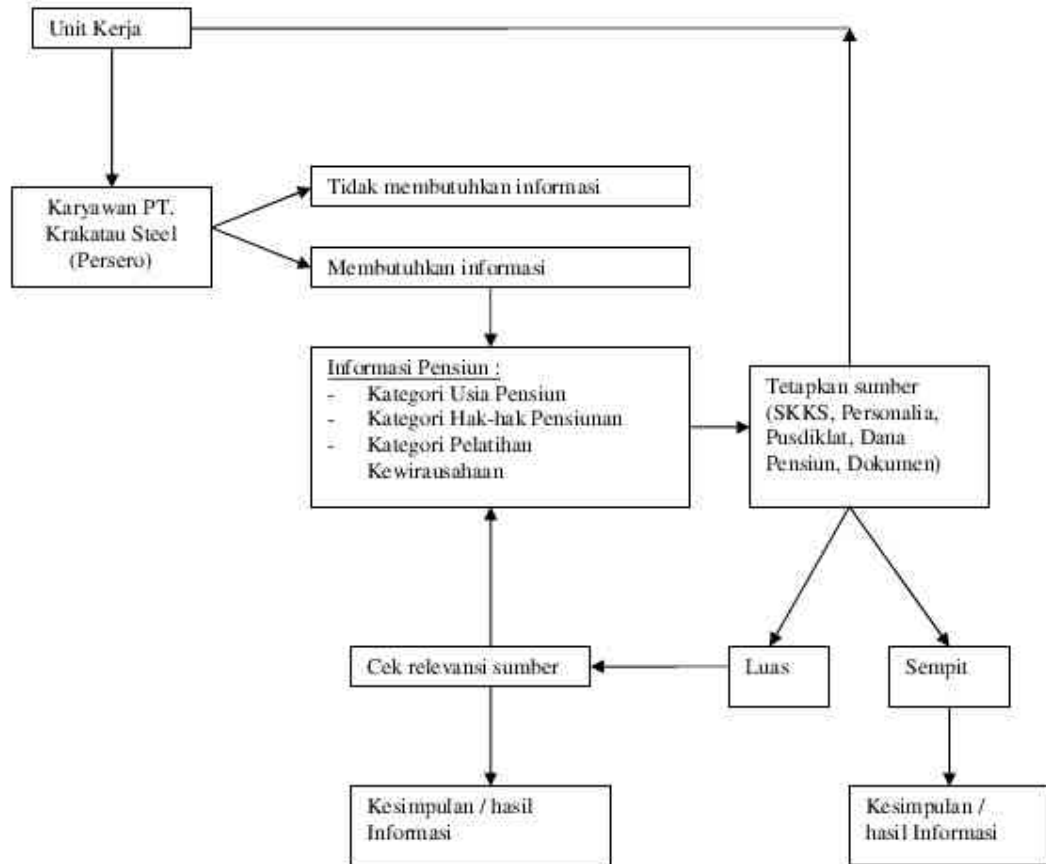 Unit Kerja
Tidak membutuhkan informasi
Karyawan PT.
Krakatau Steel
(Persero)
Membutuhkan informasi
Informasi Pensiun :
- Kategori Usia Pensiun
- Kategori Hak-hak Pensiunan
- Kategori Pelatihan
Kewirausahaan
Tetapkan sumber
(SKKS, Personalia,
Pusdiklat, Dana
Pensiun, Dokumen)
Cek relevansi sumber
Luas
Sempit
Kesimpulan / hasil
Informasi
Kesimpulan /
hasil Informasi